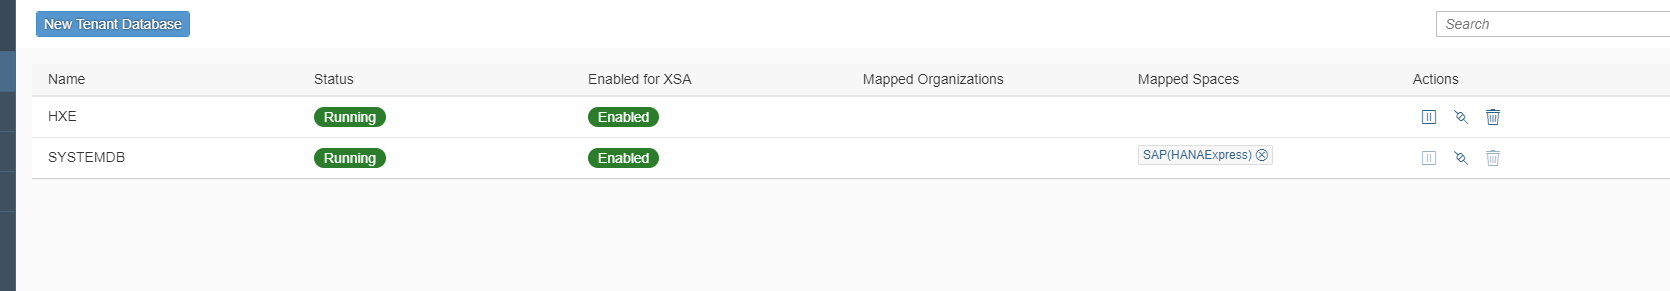 New Tenant Database
Search
Name Status Enabled for XSA Mapped Organizations Mapped Spaces Actions
HXE Running Enabled
SYSTEMDB Running Enabled SAP(HANAExpress)